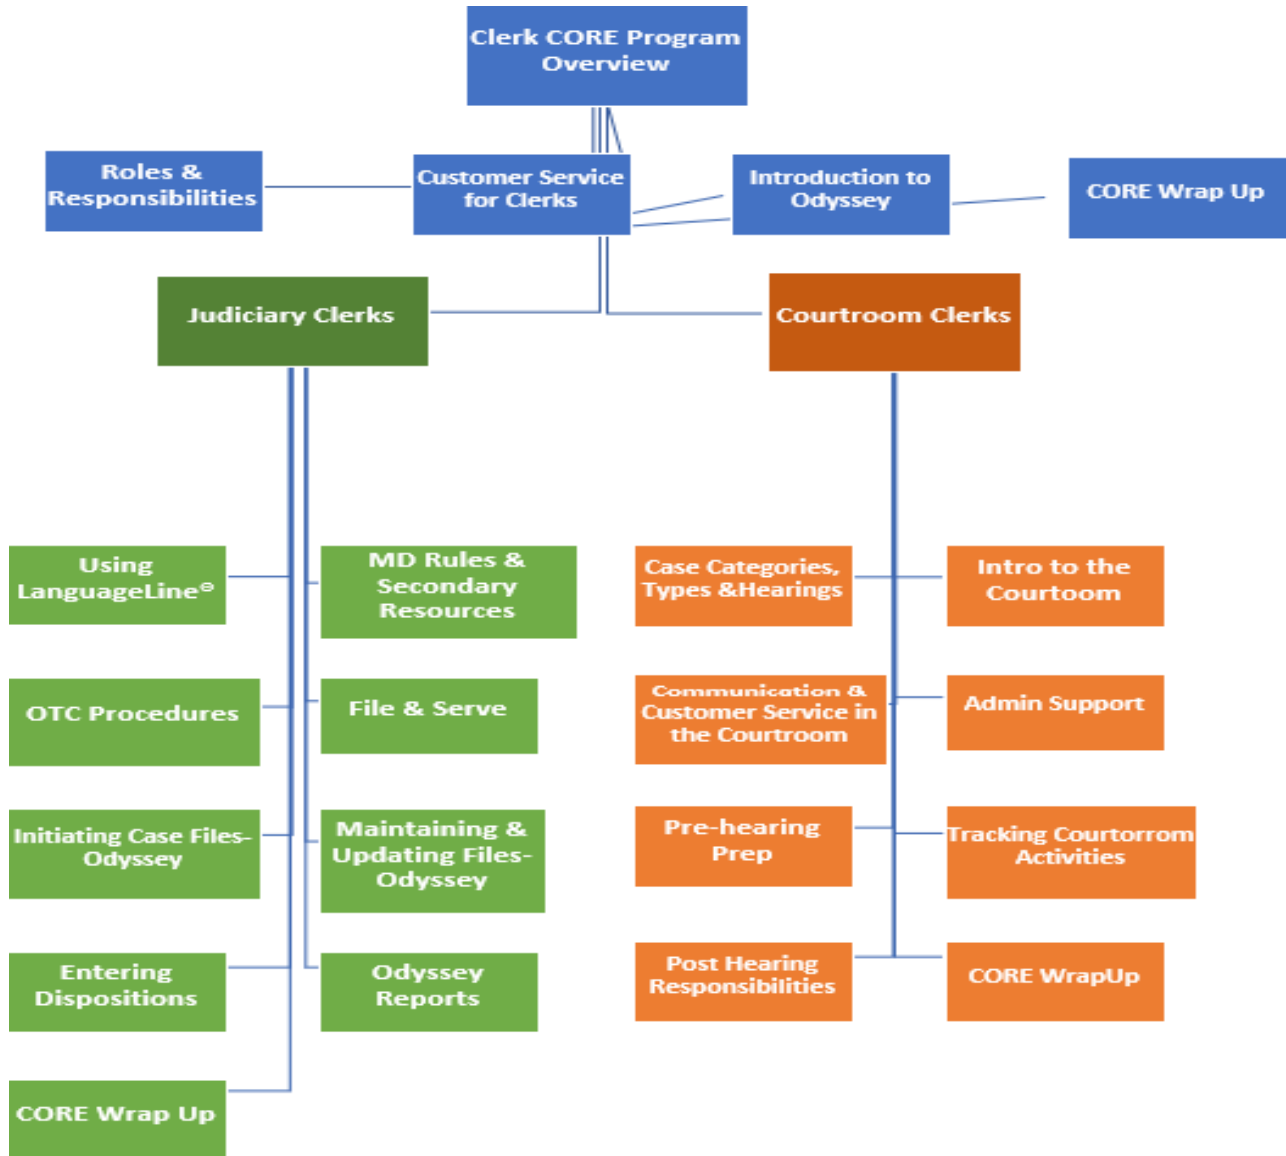 Clerk CORE Program
Overview
Roles &
Responsibilities
Customer Service
for Clerks
Introduction to
Odyssey
CORE Wrap Up
Judiciary Clerks
Courtroom Clerks
Using
LanguageLine®
MD Rules &
Secondary
Resources
Case Categories,
Types &Hearings
Intro to the
Courtoom
OTC Procedures
File & Serve
Communication &
Customer Service in
the Courtroom
Admin Support
Initiating Case Files-
Odyssey
Maintaining &
Updating Files-
Odyssey
Pre-hearing
Prep
Tracking Courtorrom
Activities
Entering
Dispositions
Odyssey
Reports
Post Hearing
Responsibilities
CORE WrapUp
CORE Wrap Up